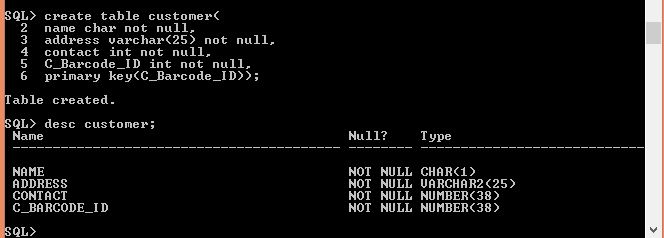 SQL> create table customer(
  2  name char not null,
  3  address varchar(25) not null,
  4  contact int not null,
  5  C_Barcode_ID int not null,
  6  primary key(C_Barcode_ID));
Table created.
SQL> desc customer;
 Name                                      Null?    Type
 ----------------------------------------- -------- ----------------------------
 NAME                                      NOT NULL CHAR(1)
 ADDRESS                                   NOT NULL VARCHAR2(25)
 CONTACT                                   NOT NULL NUMBER(38)
 C_BARCODE_ID                              NOT NULL NUMBER(38)
SQL>